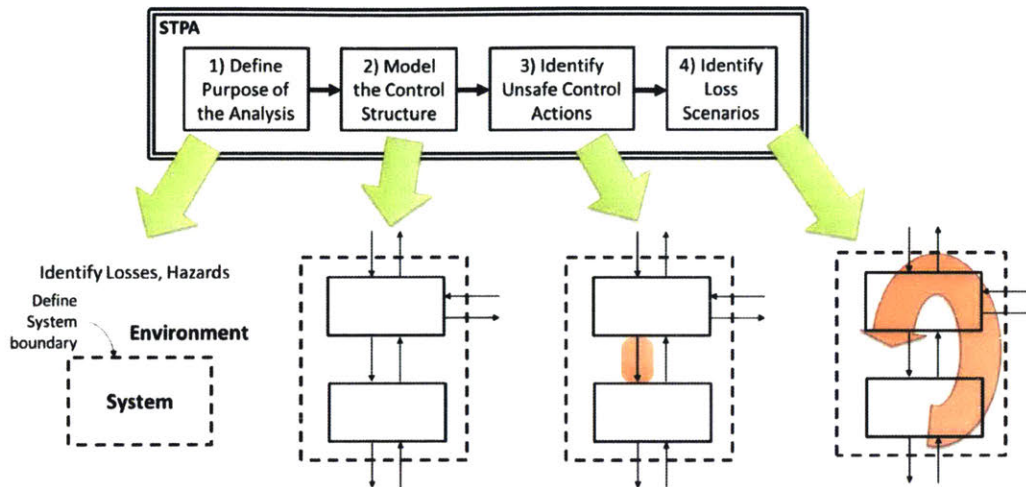 STPA
1) Define
Purpose of
the Analysis
2) Model
the Control
Structure
3) Identify
Unsafe Control
Actions
4) Identify
Loss
Scenarios
Identify Losses, Hazards
Define
System
boundary
Environment
System